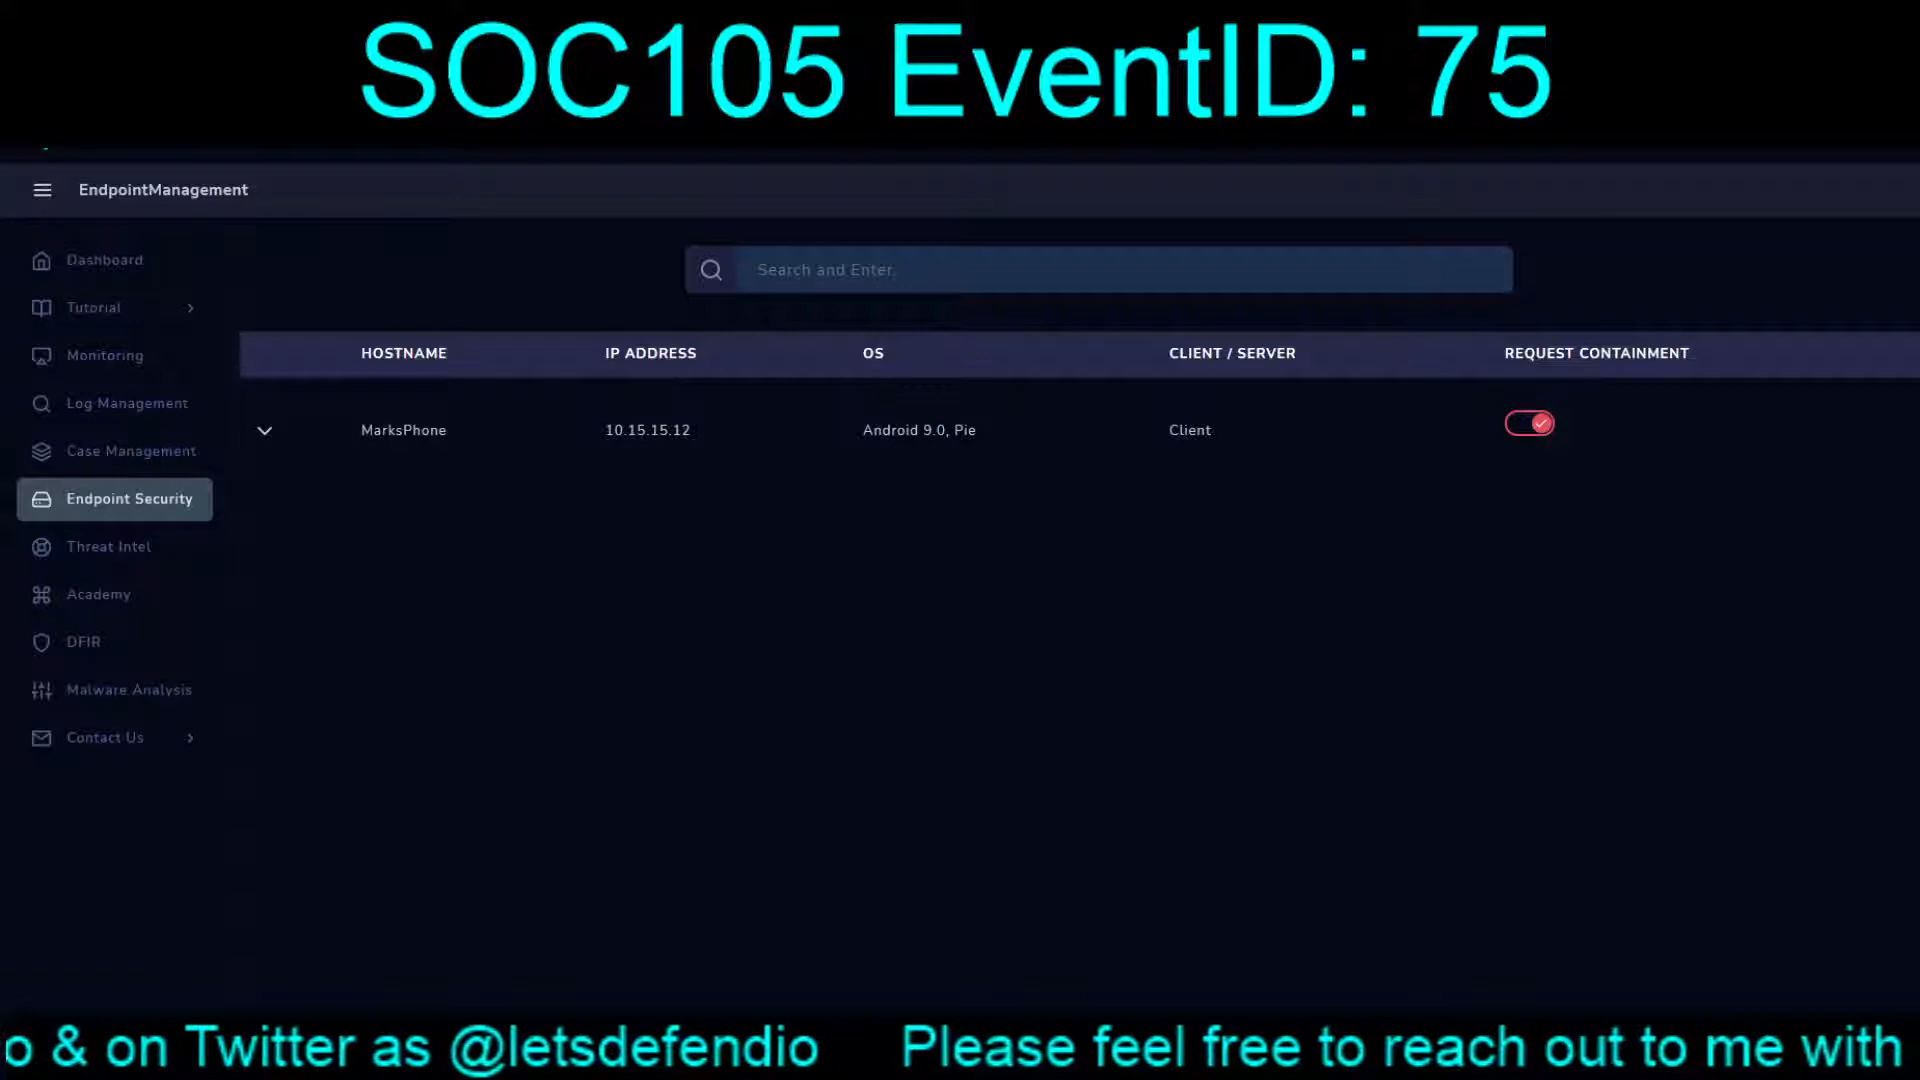 SOC105 EventID: 75
EndpointManagement
Dashboard
Search and Enter.
Tutorial
Monitoring
HOSTNAME IP ADDRESS OS CLIENT / SERVER REQUEST CONTAINMENT
Log Management
MarksPhone 10.15.15.12 Android 9.0, Pie Client
Case Management
Endpoint Security
Threat Intel
Academy
DFIR
Malware Analysis
Contact Us
o & on Twitter as @letsdefendio Please feel free to reach out to me with